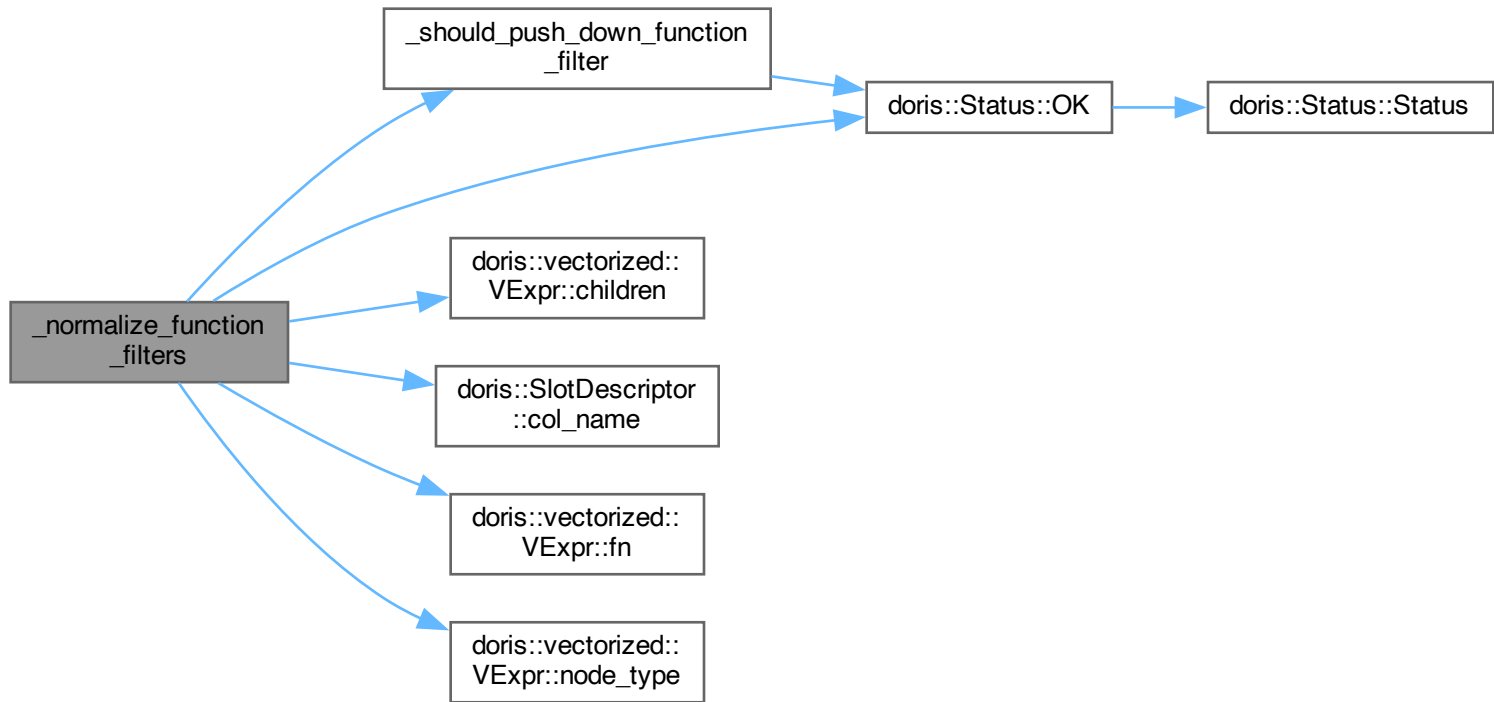 _should_push_down_function
_filter
doris::Status::OK
doris::Status::Status
doris::vectorized::
VExpr::children
_normalize_function
_filters
doris::SlotDescriptor
::col_name
doris::vectorized::
VExpr::fn
doris::vectorized::
VExpr::node_type